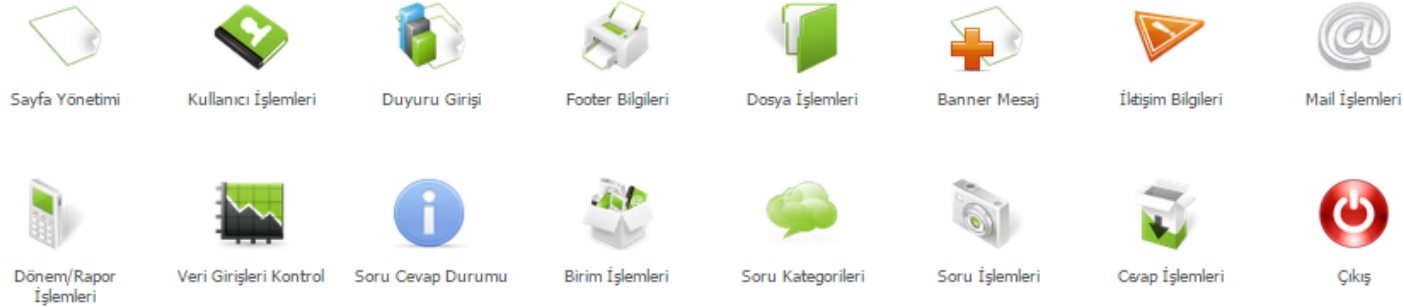 Sayfa Yönetimi
Kullanıcı İşlemleri
Duyuru Girişi
Footer Bilgileri
Dosya İşlemleri
Banner Mesaj
İletişim Bilgileri
Mail İşlemleri
Dönem/Rapor
İşlemleri
Veri Girişleri Kontrol
Soru Cevap Durumu
Birim İşlemleri
Soru Kategorileri
Soru İşlemleri
Cevap İşlemleri
Çıkış